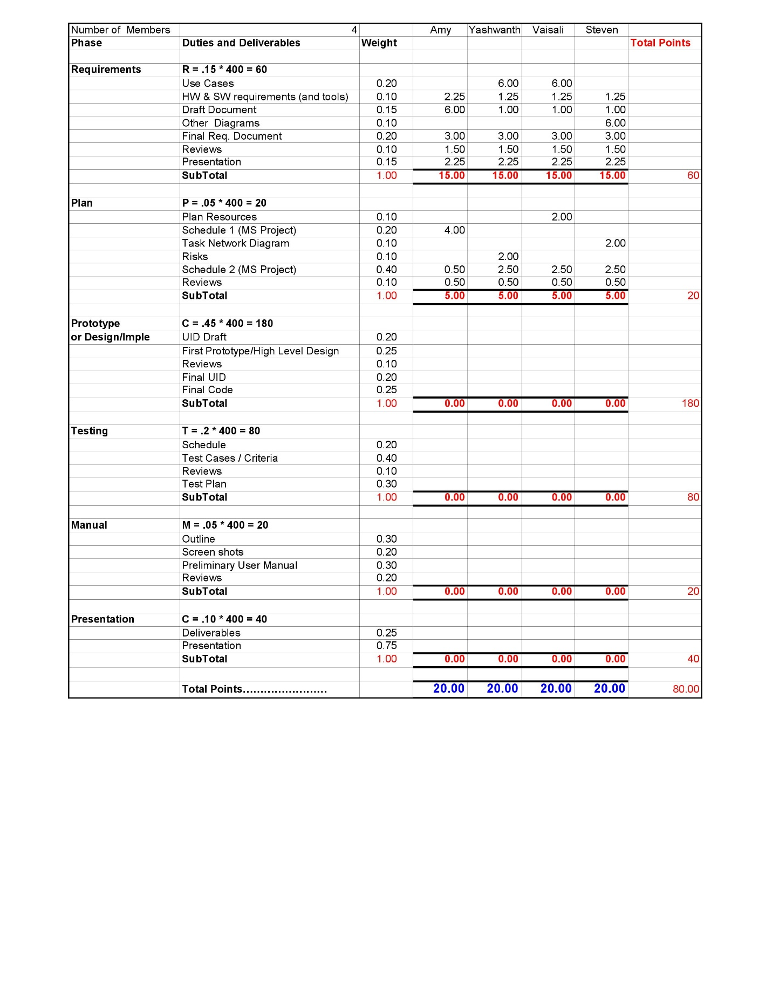 Number of  Members 4 Amy Yashwanth Vaisali Steven
Phase Duties and Deliverables Weight Total Points
Requirements R = .15 * 400 = 60
Use Cases 0.20 6.00 6.00
HW & SW requirements (and tools) 0.10 2.25 1.25 1.25 1.25
Draft Document 0.15 6.00 1.00 1.00 1.00
Other  Diagrams 0.10 6.00
Final Req. Document 0.20 3.00 3.00 3.00 3.00
Reviews 0.10 1.50 1.50 1.50 1.50
Presentation 0.15 2.25 2.25 2.25 2.25
SubTotal 1.00 15.00 15.00 15.00 15.00 60
Plan P = .05 * 400 = 20
Plan Resources 0.10 2.00
Schedule 1 (MS Project) 0.20 4.00
Task Network Diagram 0.10 2.00
Risks 0.10 2.00
Schedule 2 (MS Project) 0.40 0.50 2.50 2.50 2.50
Reviews 0.10 0.50 0.50 0.50 0.50
SubTotal 1.00 5.00 5.00 5.00 5.00 20
Prototype C = .45 * 400 = 180
or Design/Imple UID Draft 0.20
First Prototype/High Level Design 0.25
Reviews 0.10
Final UID 0.20
Final Code 0.25
SubTotal 1.00 0.00 0.00 0.00 0.00 180
Testing T = .2 * 400 = 80
Schedule 0.20
Test Cases / Criteria 0.40
Reviews 0.10
Test Plan 0.30
SubTotal 1.00 0.00 0.00 0.00 0.00 80
Manual M = .05 * 400 = 20
Outline 0.30
Screen shots 0.20
Preliminary User Manual 0.30
Reviews 0.20
SubTotal 1.00 0.00 0.00 0.00 0.00 20
Presentation C = .10 * 400 = 40
Deliverables 0.25
Presentation 0.75
SubTotal 1.00 0.00 0.00 0.00 0.00 40
Total Points........................ 20.00 20.00 20.00 20.00 80.00